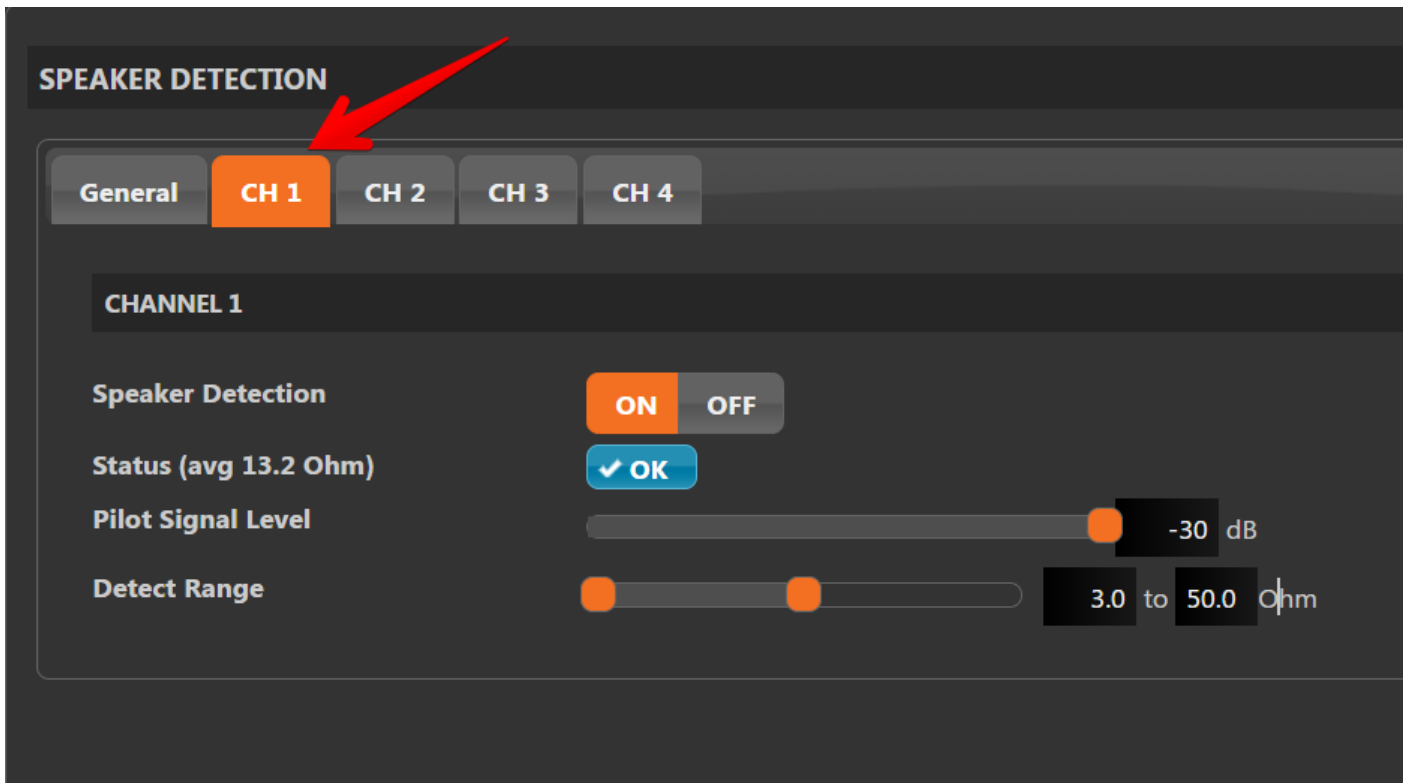 SPEAKER DETECTION
General CH 1 CH 2 CH 3 CH 4
CHANNEL 1
Speaker Detection ON OFF
Status (avg 13.2 Ohm) OK
Pilot Signal Level -30 dB
Detect Range 3.0 to 50.0 Ohm